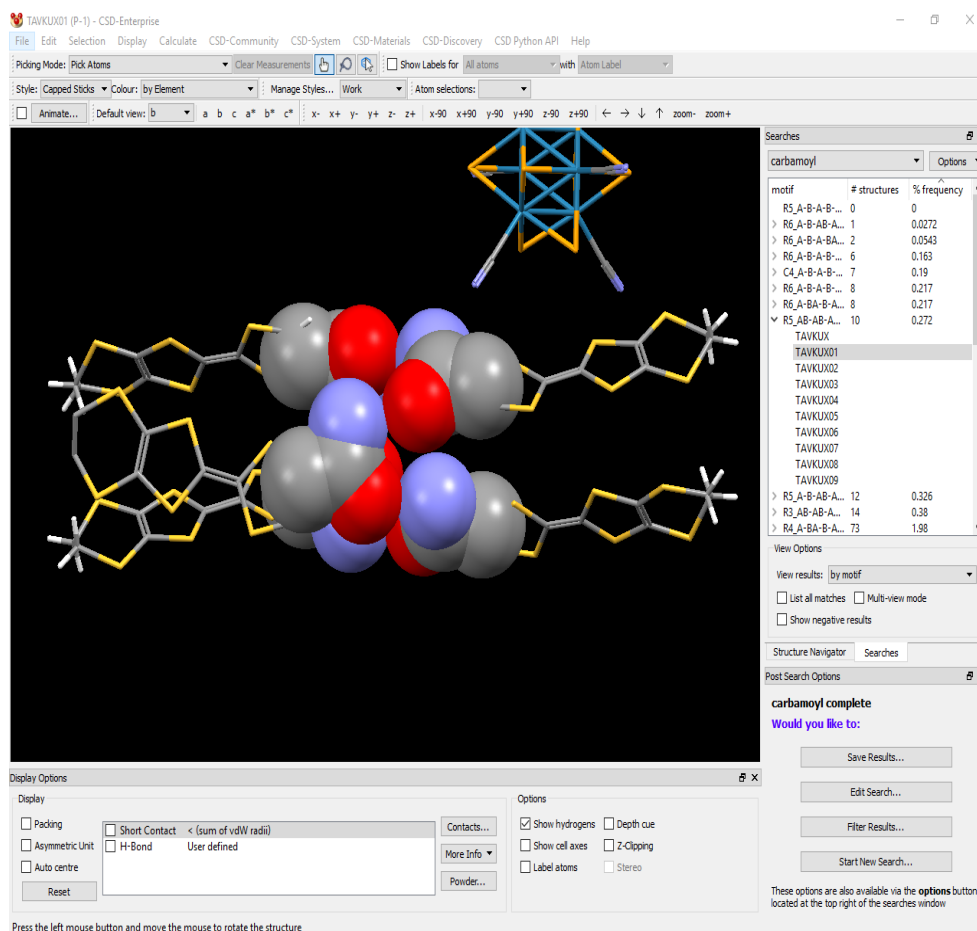 TAVKUX01 (P-1) - CSD-Enterprise
File Edit Selection Display Calculate CSD-Community CSD-System CSD-Materials CSD-Discovery CSD Python API Help
Picking Mode: Pick Atoms Clear Measurements Show Labels for All atoms with Atom Label
Style: Capped Sticks Colour: by Element Manage Styles... Work Atom selections:
Animate... Default view: b a b c a* b* c* x- x+ y- y+ z- z+ x-90 x+90 y-90 y+90 z-90 z+90 ← → ↓ ↑ zoom- zoom+
Searches
carbamoyl Options
motif # structures % frequency
R5_A-B-A-B-... 0 0
R6_A-B-AB-A... 1 0.0272
R6_A-B-A-BA... 2 0.0543
R6_A-B-A-B-... 6 0.163
C4_A-B-A-B-... 7 0.19
R6_A-B-A-B-... 8 0.217
R6_A-BA-B-A... 8 0.217
R5_AB-AB-A... 10 0.272
TAVKUX
TAVKUX01
TAVKUX02
TAVKUX03
TAVKUX04
TAVKUX05
TAVKUX06
TAVKUX07
TAVKUX08
TAVKUX09
R5_A-B-AB-A... 12 0.326
R3_AB-AB-A... 14 0.38
R4_A-BA-B-A... 73 1.98
View Options
View results: by motif
List all matches Multi-view mode
Show negative results
Structure Navigator Searches
Post Search Options
carbamoyl complete
Would you like to:
Save Results...
Edit Search...
Filter Results...
Start New Search...
These options are also available via the options button
located at the top right of the searches window
Display Options
Display
Packing
Asymmetric Unit
Auto centre
Reset
Short Contact < (sum of vdW radii)
H-Bond User defined
Contacts...
More Info
Powder...
Options
Show hydrogens Depth cue
Show cell axes Z-Clipping
Label atoms Stereo
Press the left mouse button and move the mouse to rotate the structure